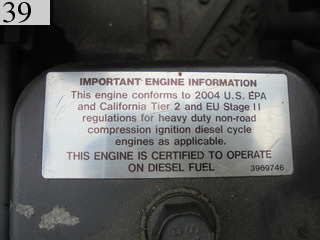 39
IMPORTANT ENGINE INFORMATION
This engine conforms to 2004 U.S. EPA
and California Tier 2 and EU Stage II
regulations for heavy duty non-road
compression ignition diesel cycle
engines as applicable.
THIS ENGINE IS CERTIFIED TO OPERATE
ON DIESEL FUEL
3969746